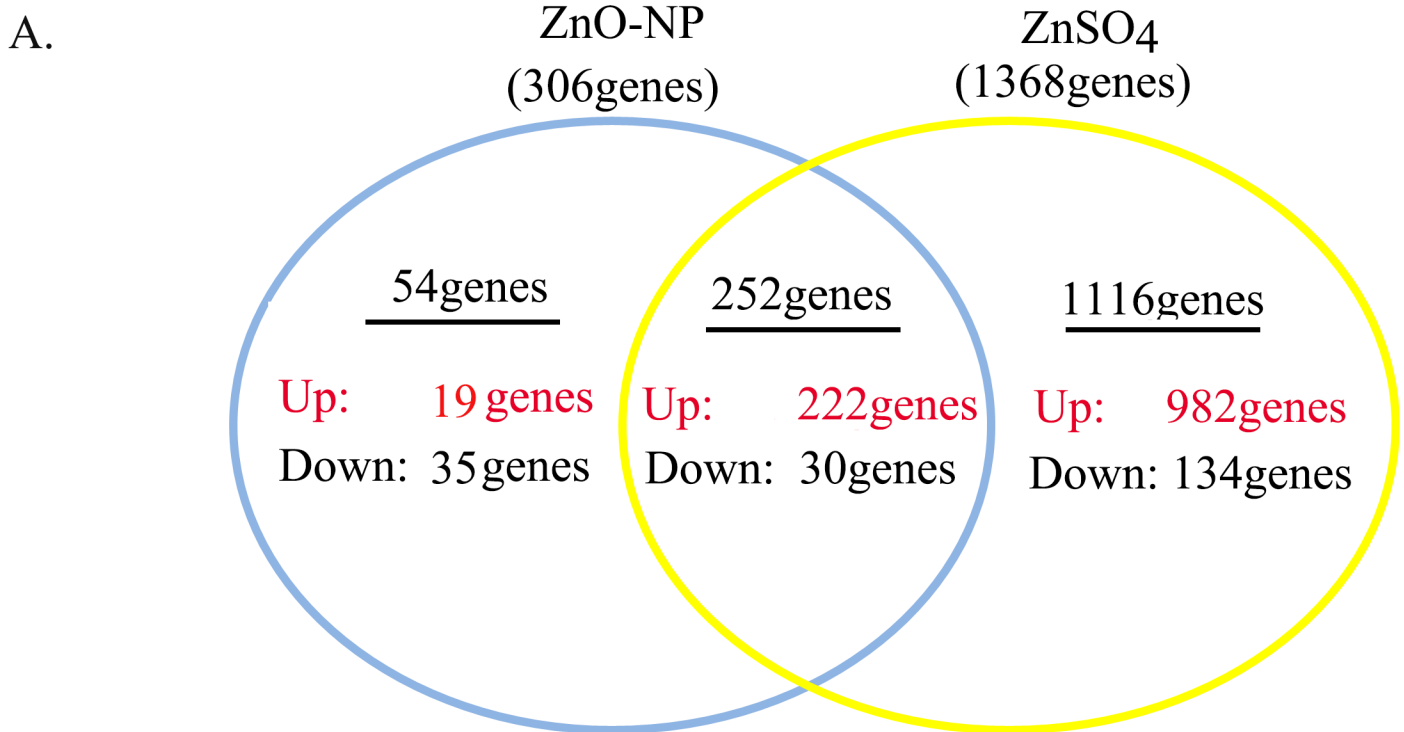 A.
ZnO-NP
(306genes)
ZnSO4
(1368genes)
54genes
Up: 19 genes
Down: 35genes
252genes
Up: 222genes
Down: 30genes
1116genes
Up: 982genes
Down: 134genes